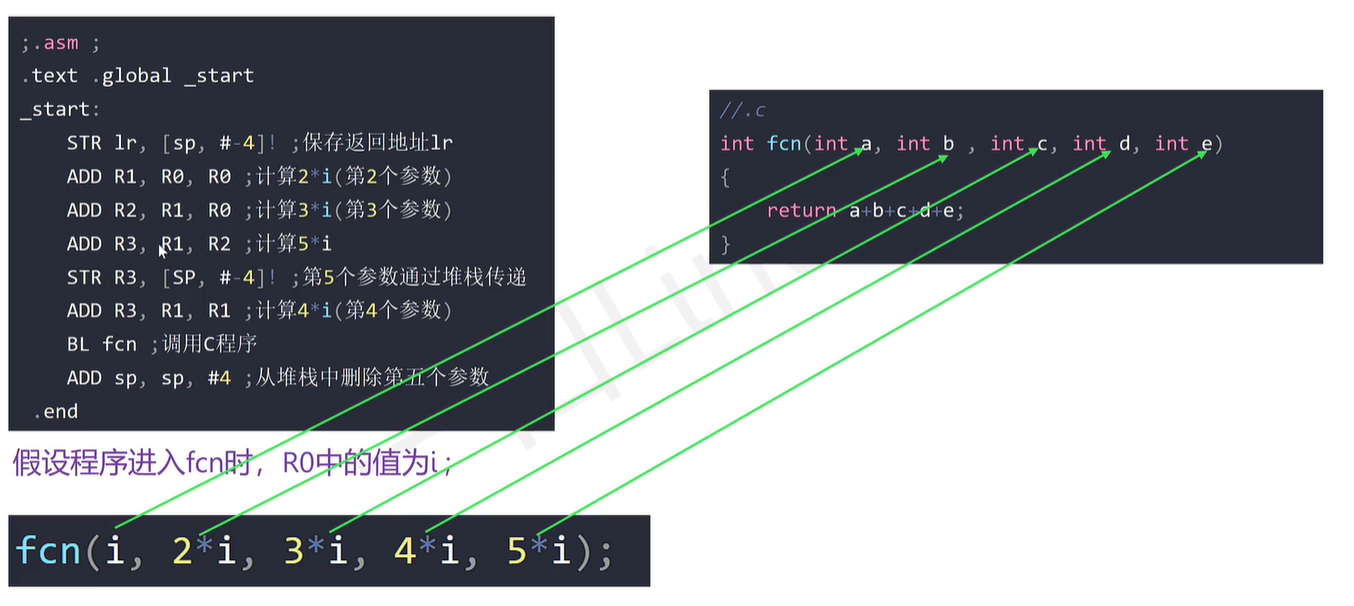 ;.asm ;
.text .global _start
_start:
STR lr, [sp, #-4]! ;保存返回地址lr
ADD R1, R0, R0 ;计算2*i(第2个参数)
ADD R2, R1, R0 ;计算3*i(第3个参数)
ADD R3, R1, R2 ;计算5*i
STR R3, [SP, #-4]! ;第5个参数通过堆栈传递
ADD R3, R1, R1 ;计算4*i(第4个参数)
BL fcn ;调用C程序
ADD sp, sp, #4 ;从堆栈中删除第五个参数
.end
//.c
int fcn(int a, int b , int c, int d, int e)
{
return a+b+c+d+e;
}
假设程序进入fcn时，R0中的值为i ;
fcn(i, 2*i, 3*i, 4*i, 5*i);